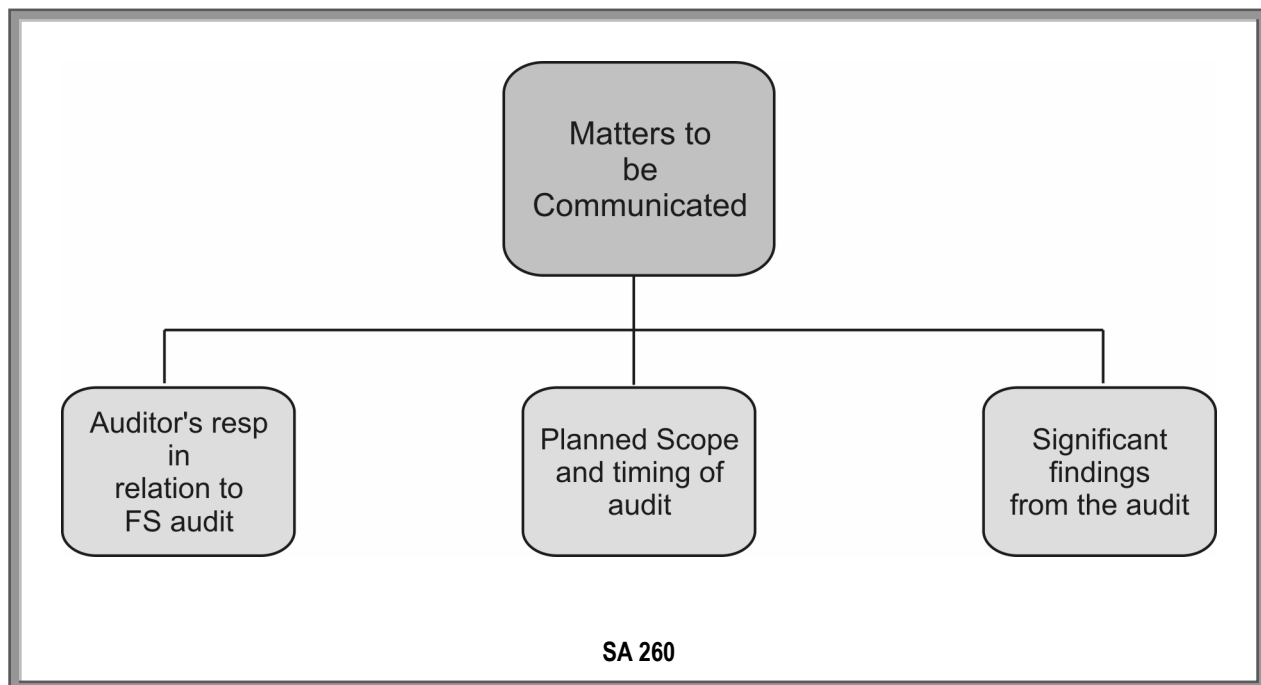 Matters to
be
Communicated
Auditor's resp
in
relation to
FS audit
Planned Scope
and timing of
audit
Significant
findings
from the audit
SA 260